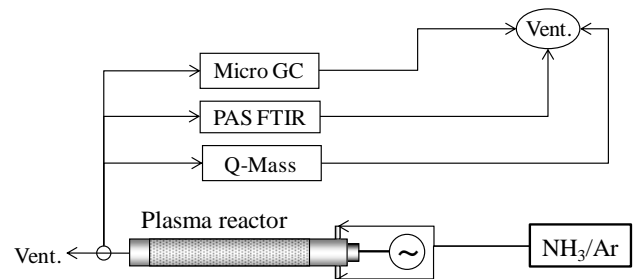 Vent.
Micro GC
PAS FTIR
Q-Mass
Plasma reactor
Vent.
~
NH₃/Ar